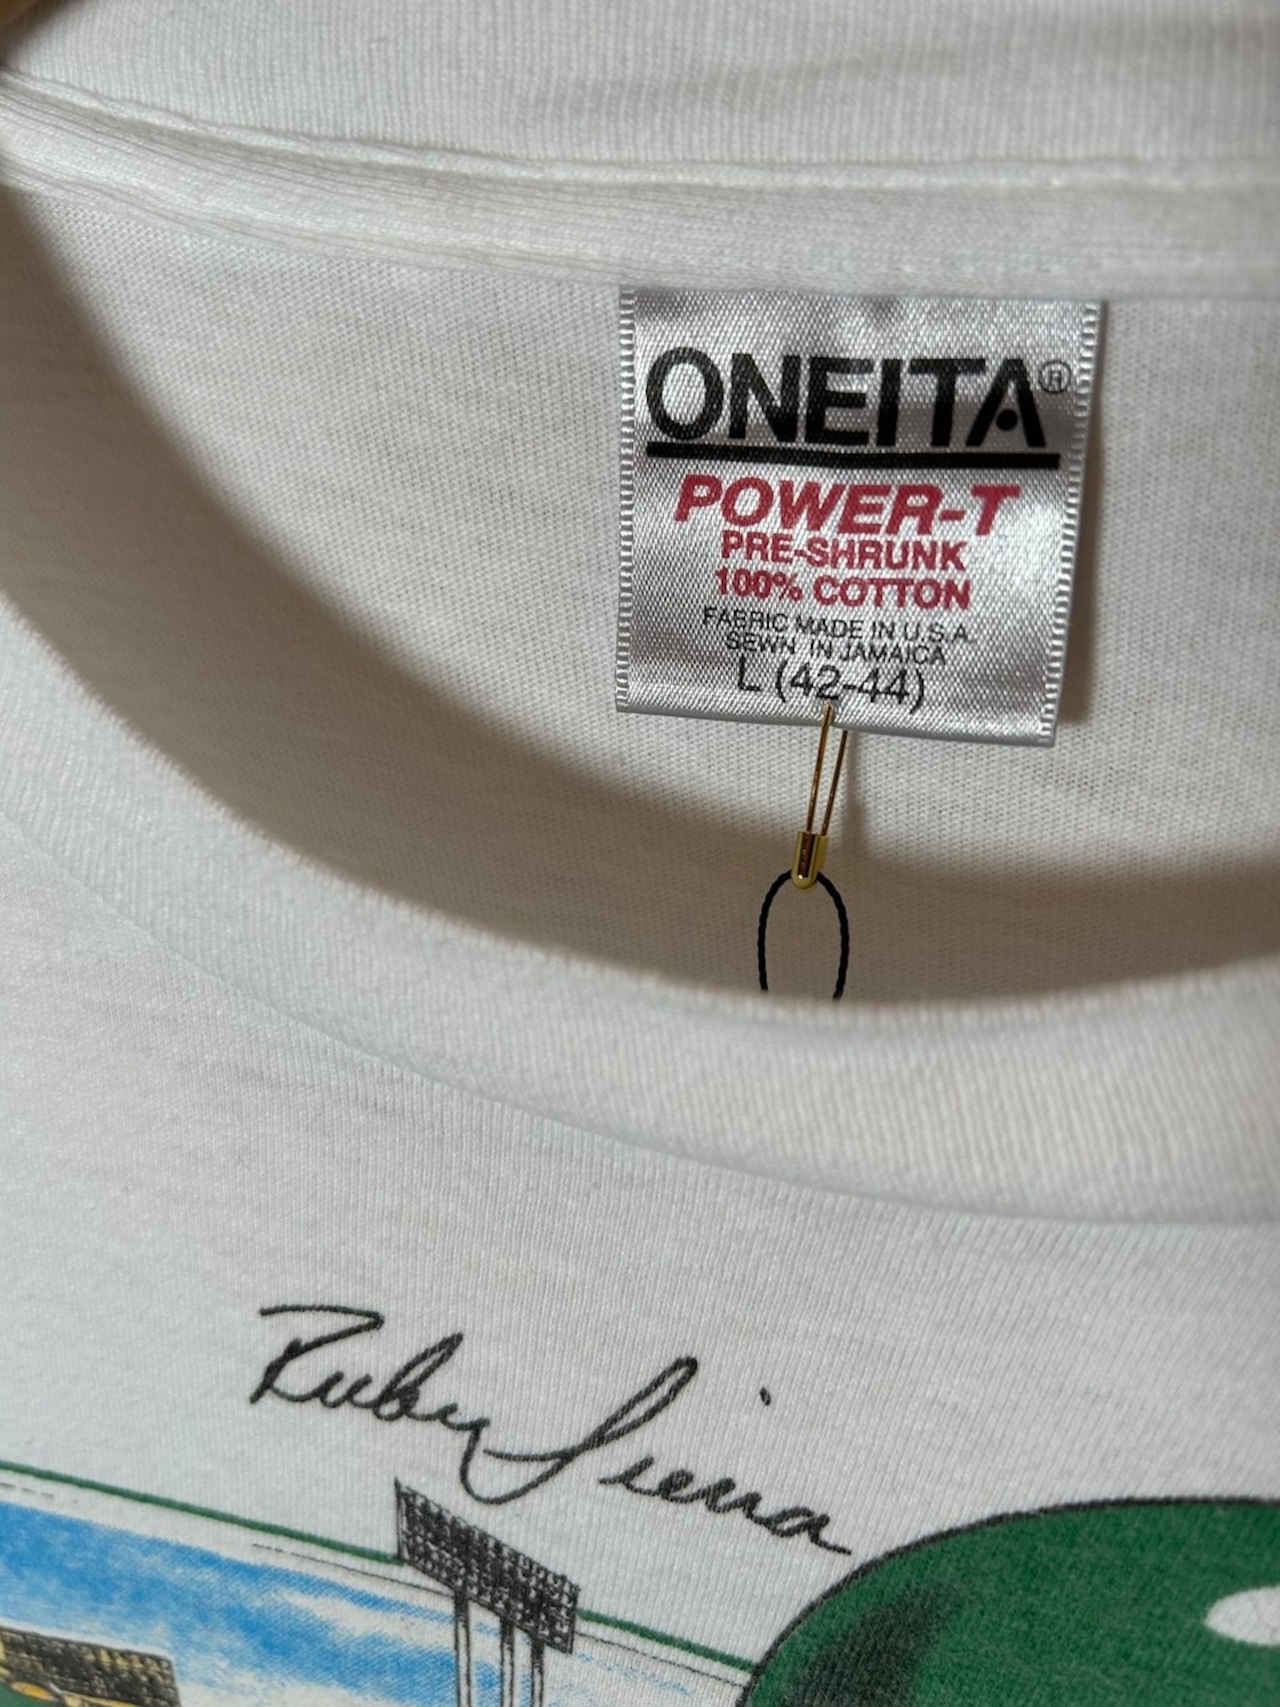 ONEITA®
POWER-T
PRE-SHRUNK
100% COTTON
FABRIC MADE IN U.S.A.
SEWN IN JAMAICA
L (42-44)
Ruben Sierra